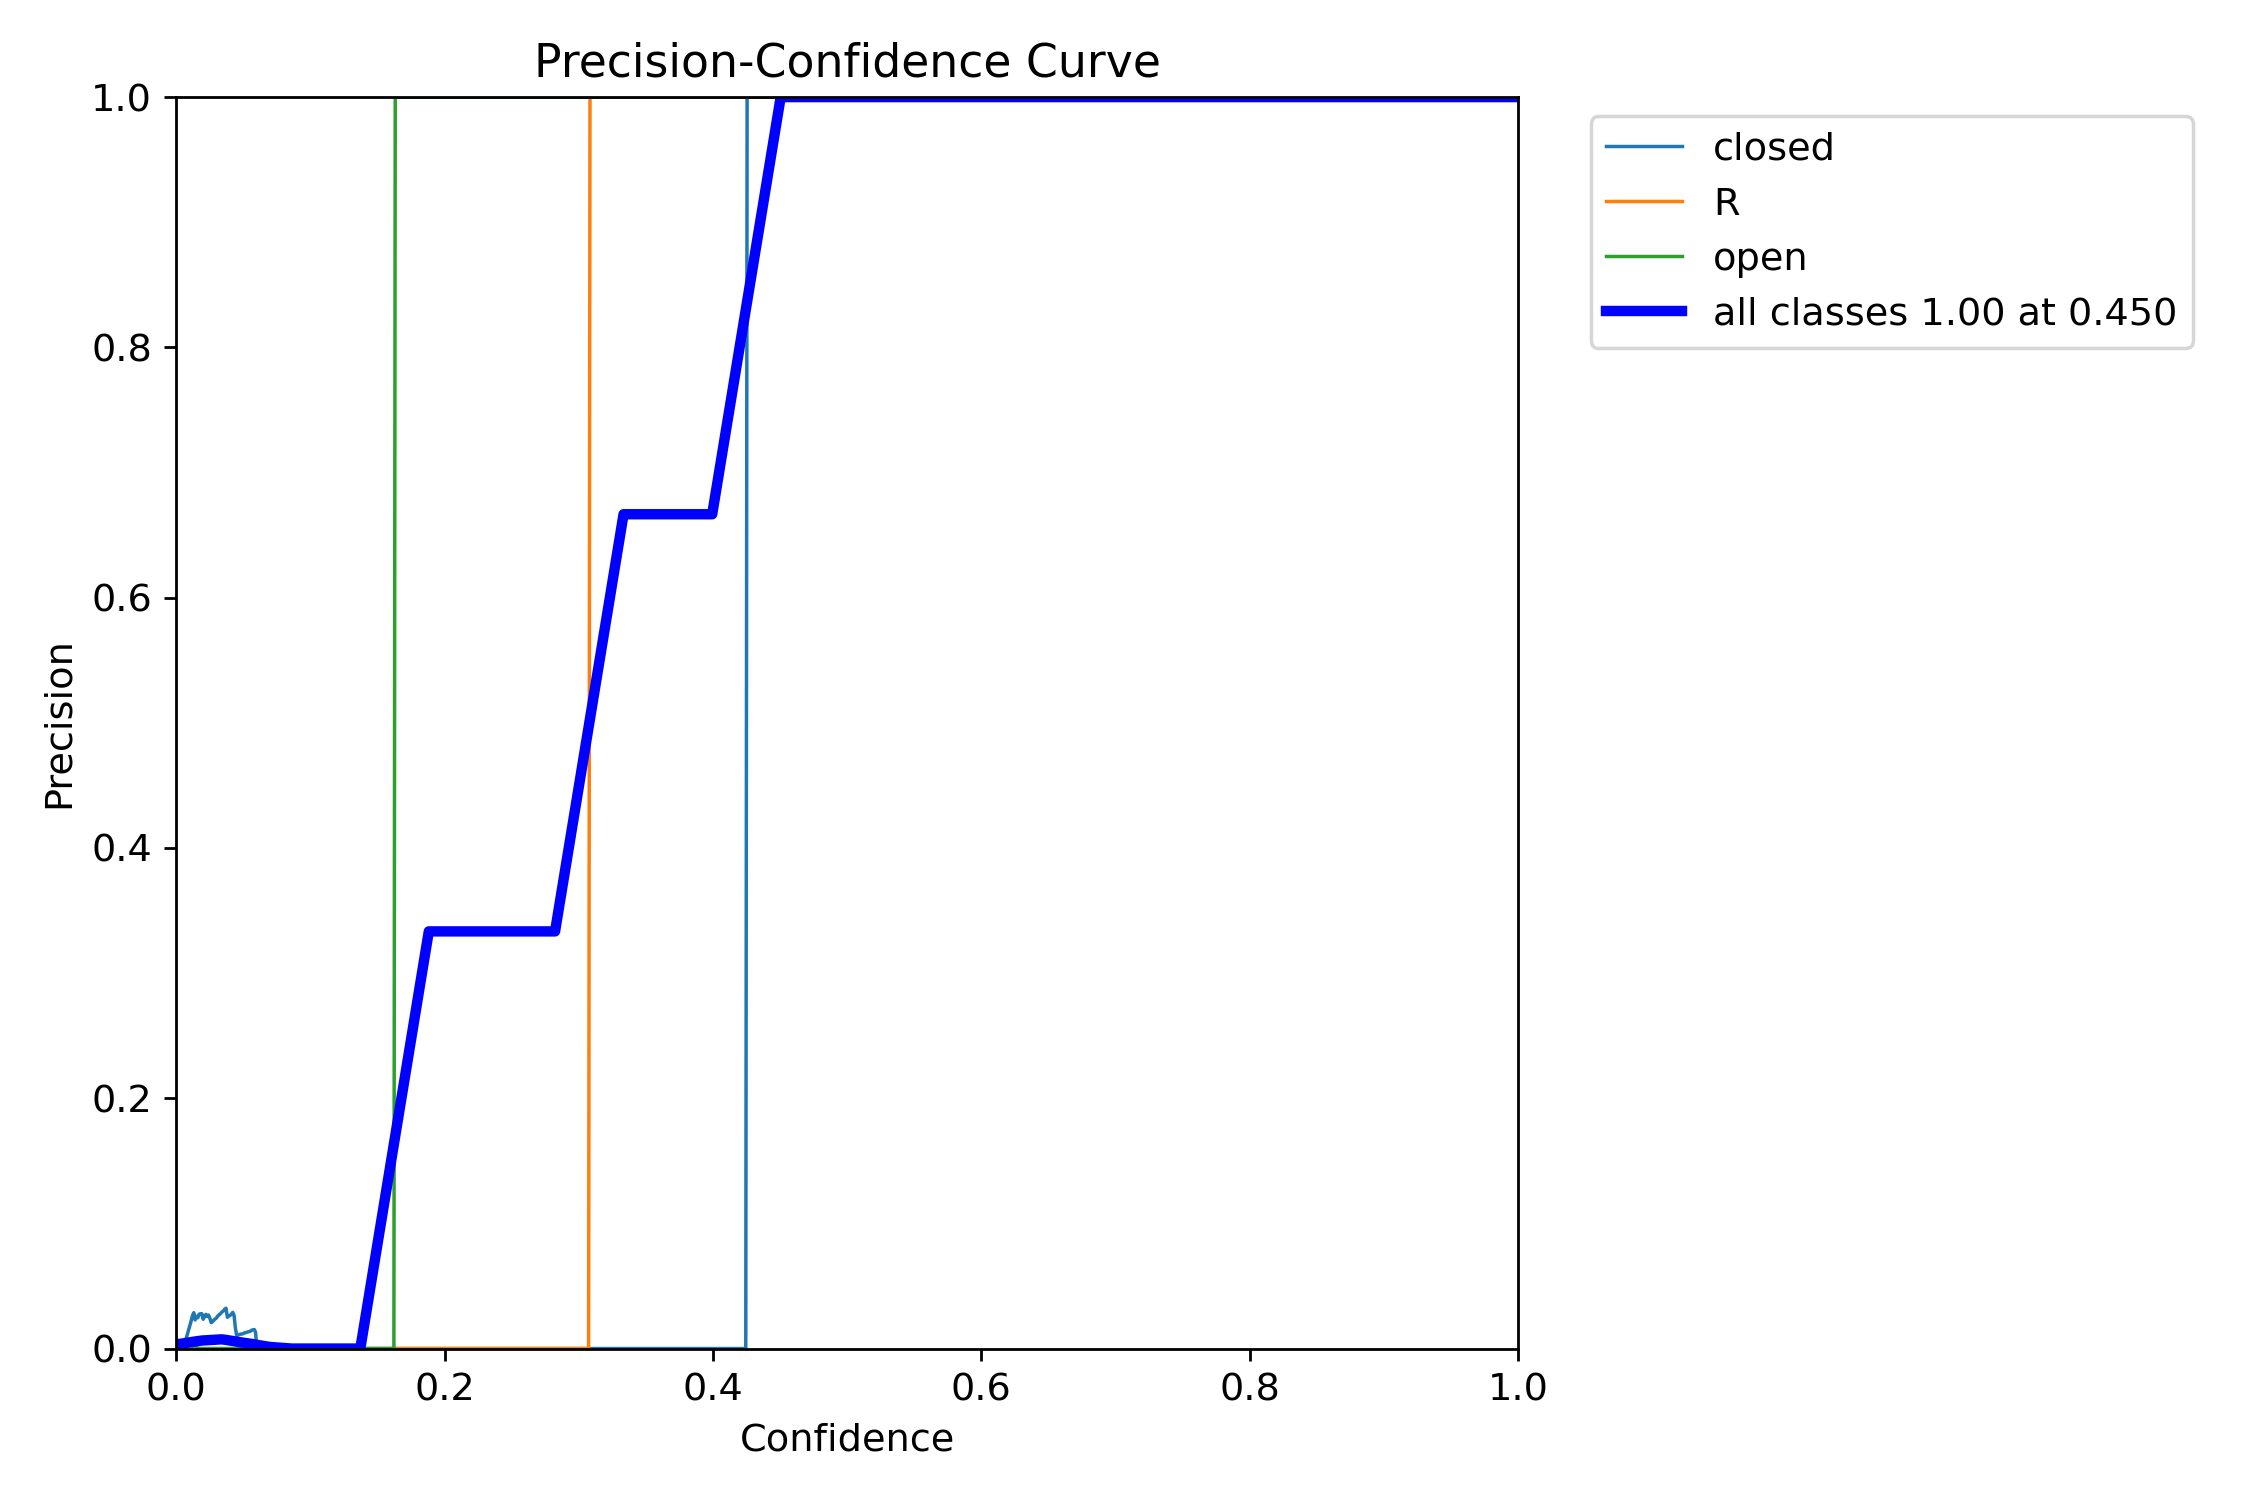 Precision-Confidence Curve
1.0
0.8
0.6
0.4
0.2
0.0
Precision
0.0 0.2 0.4 0.6 0.8 1.0
Confidence
closed
R
open
all classes 1.00 at 0.450